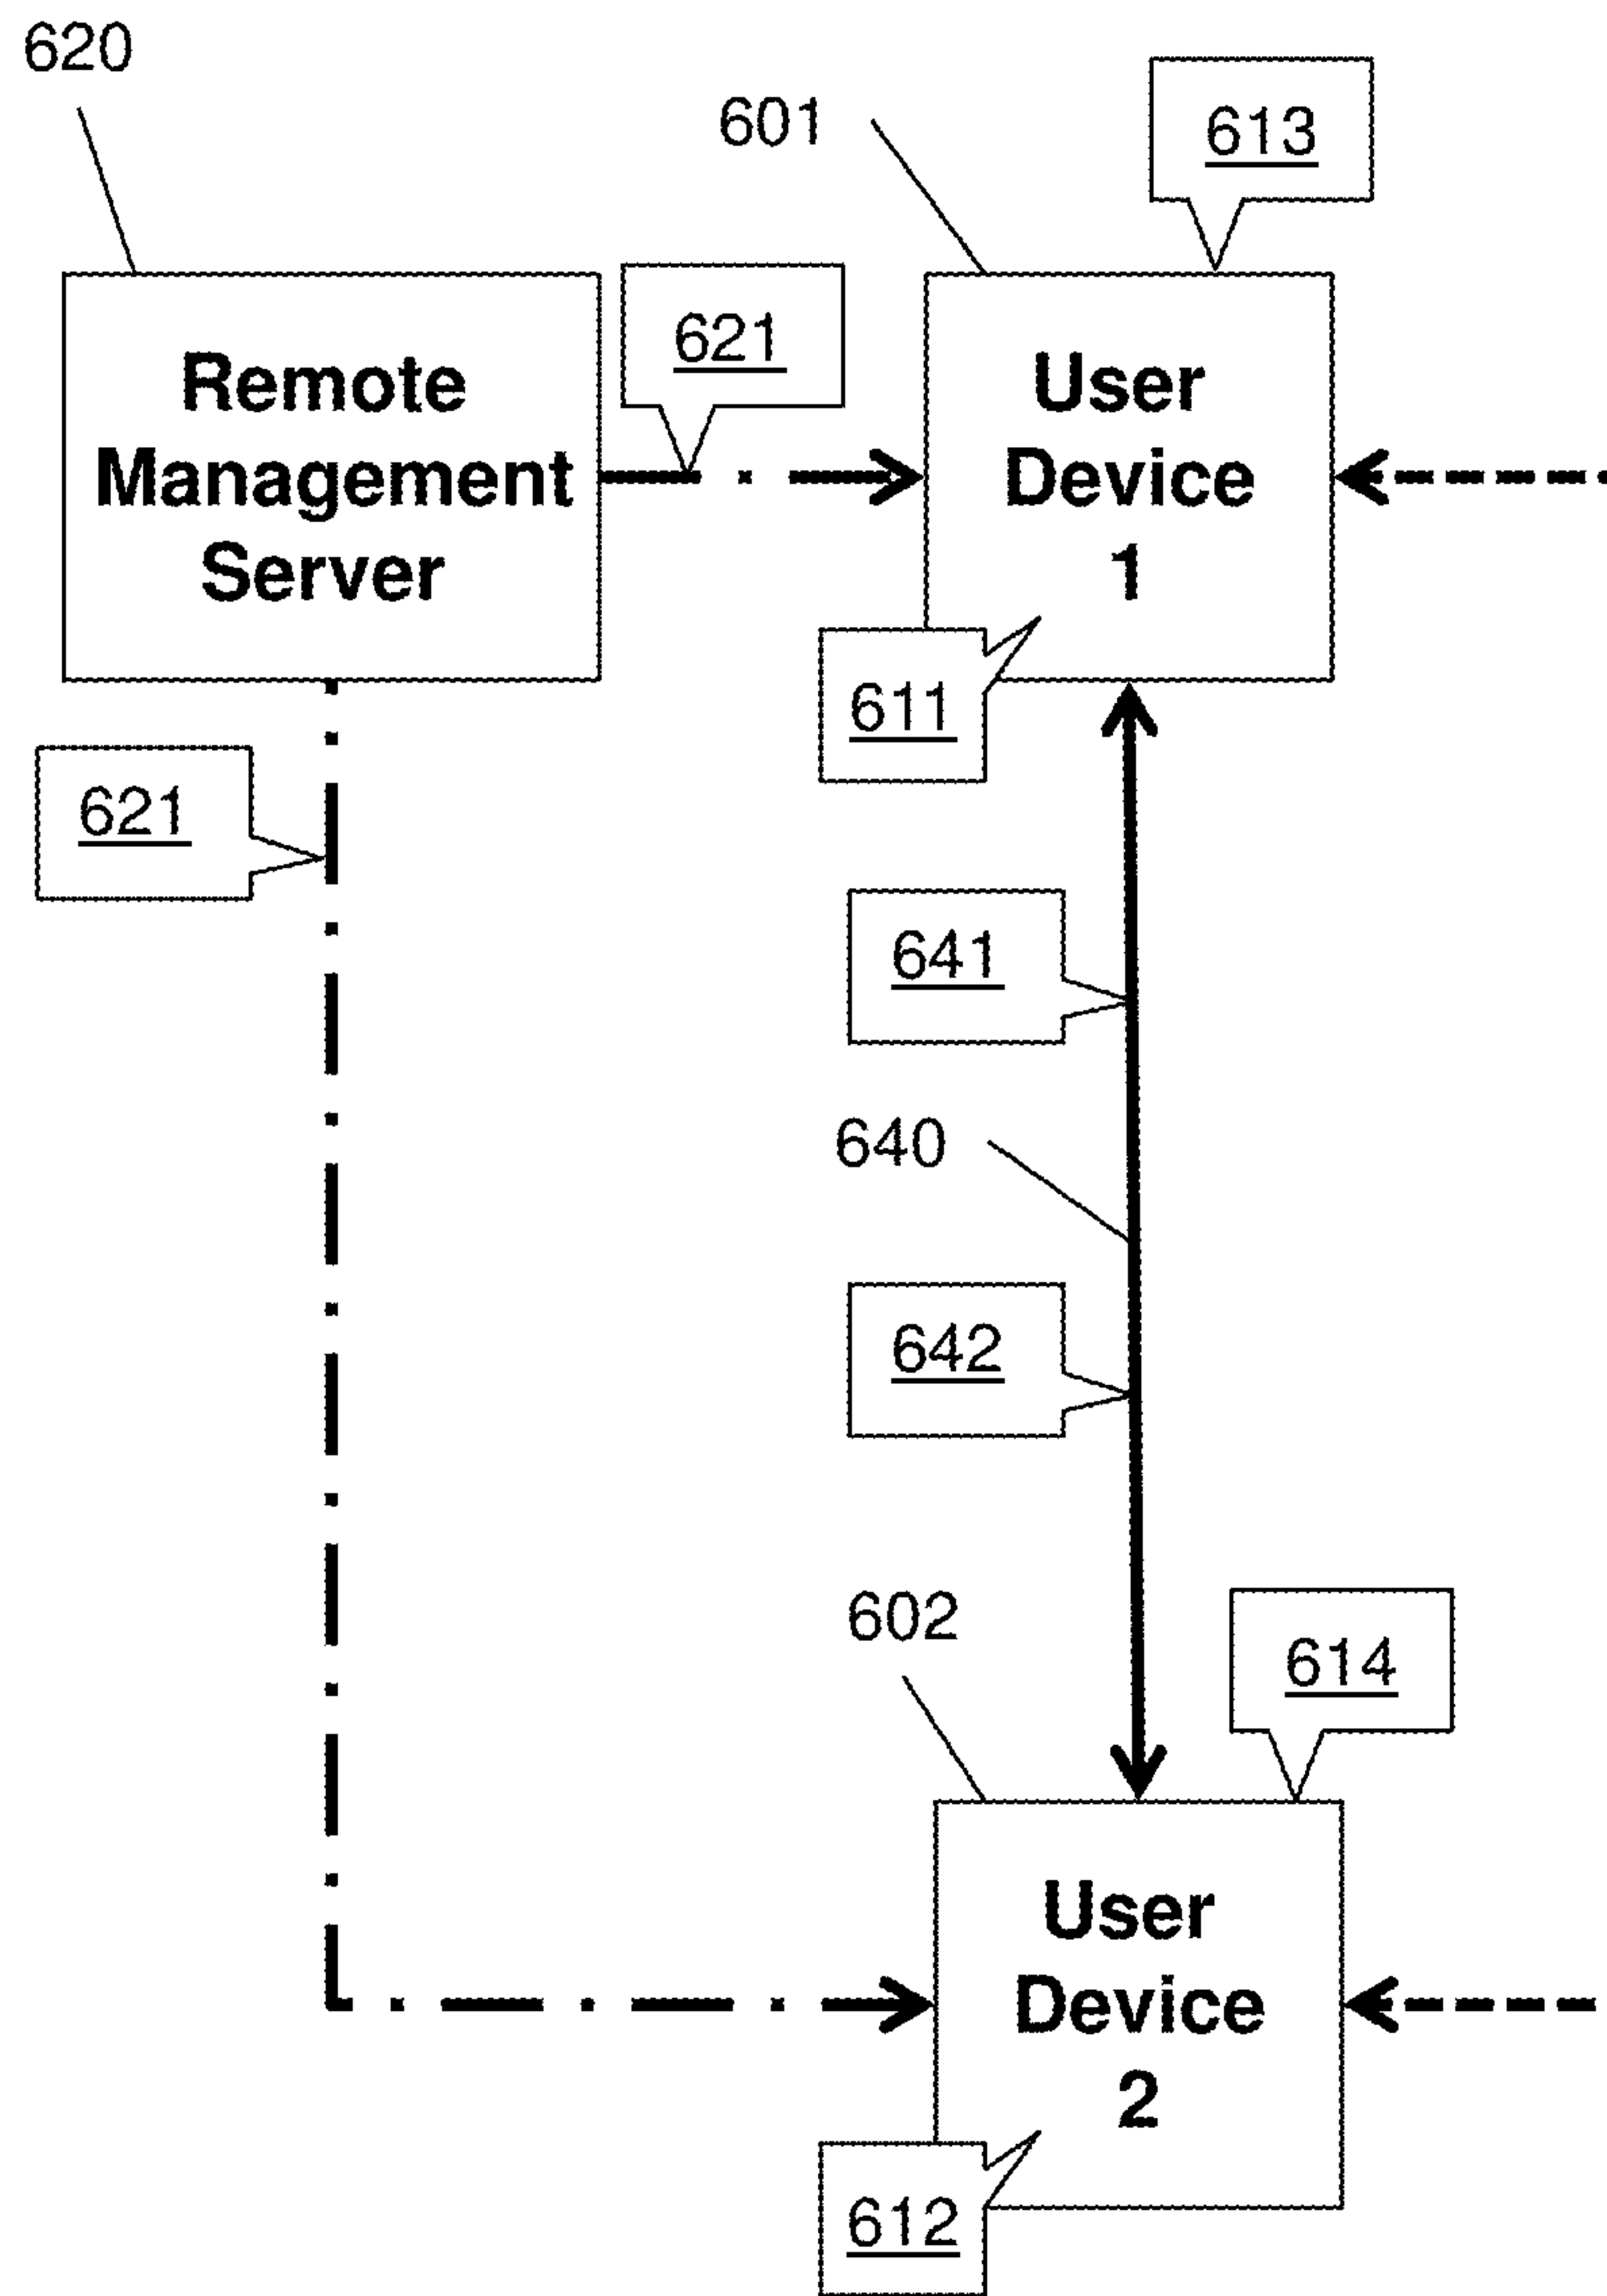 620
601
613
621
Remote
Management
Server
User
Device
1
611
621
641
640
642
602
614
User
Device
2
612